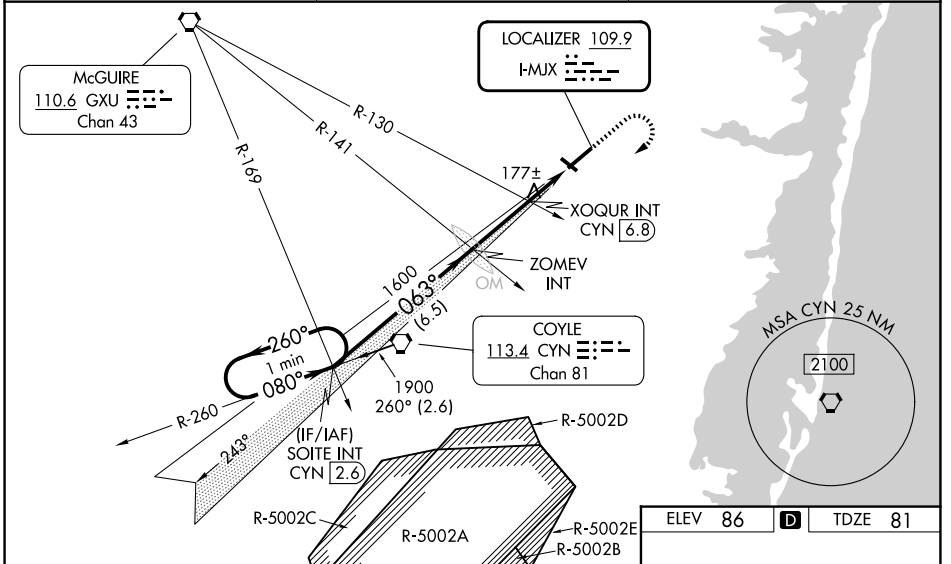 McGUIRE
110.6 GXU
Chan 43
LOCALIZER 109.9
I-MJX
R-130
R-141
R-169
177±
XOQUR INT
CYN 6.8
ZOMEV
INT
OM
1600
063°
(6.5)
260°
1 min
080°
COYLE
113.4 CYN
Chan 81
1900
260° (2.6)
R-260
243°
(IF/IAF)
SOITE INT
CYN 2.6
MSA CYN 25 NM
2100
R-5002D
R-5002C
R-5002A
R-5002E
R-5002B
ELEV 86 D TDZE 81